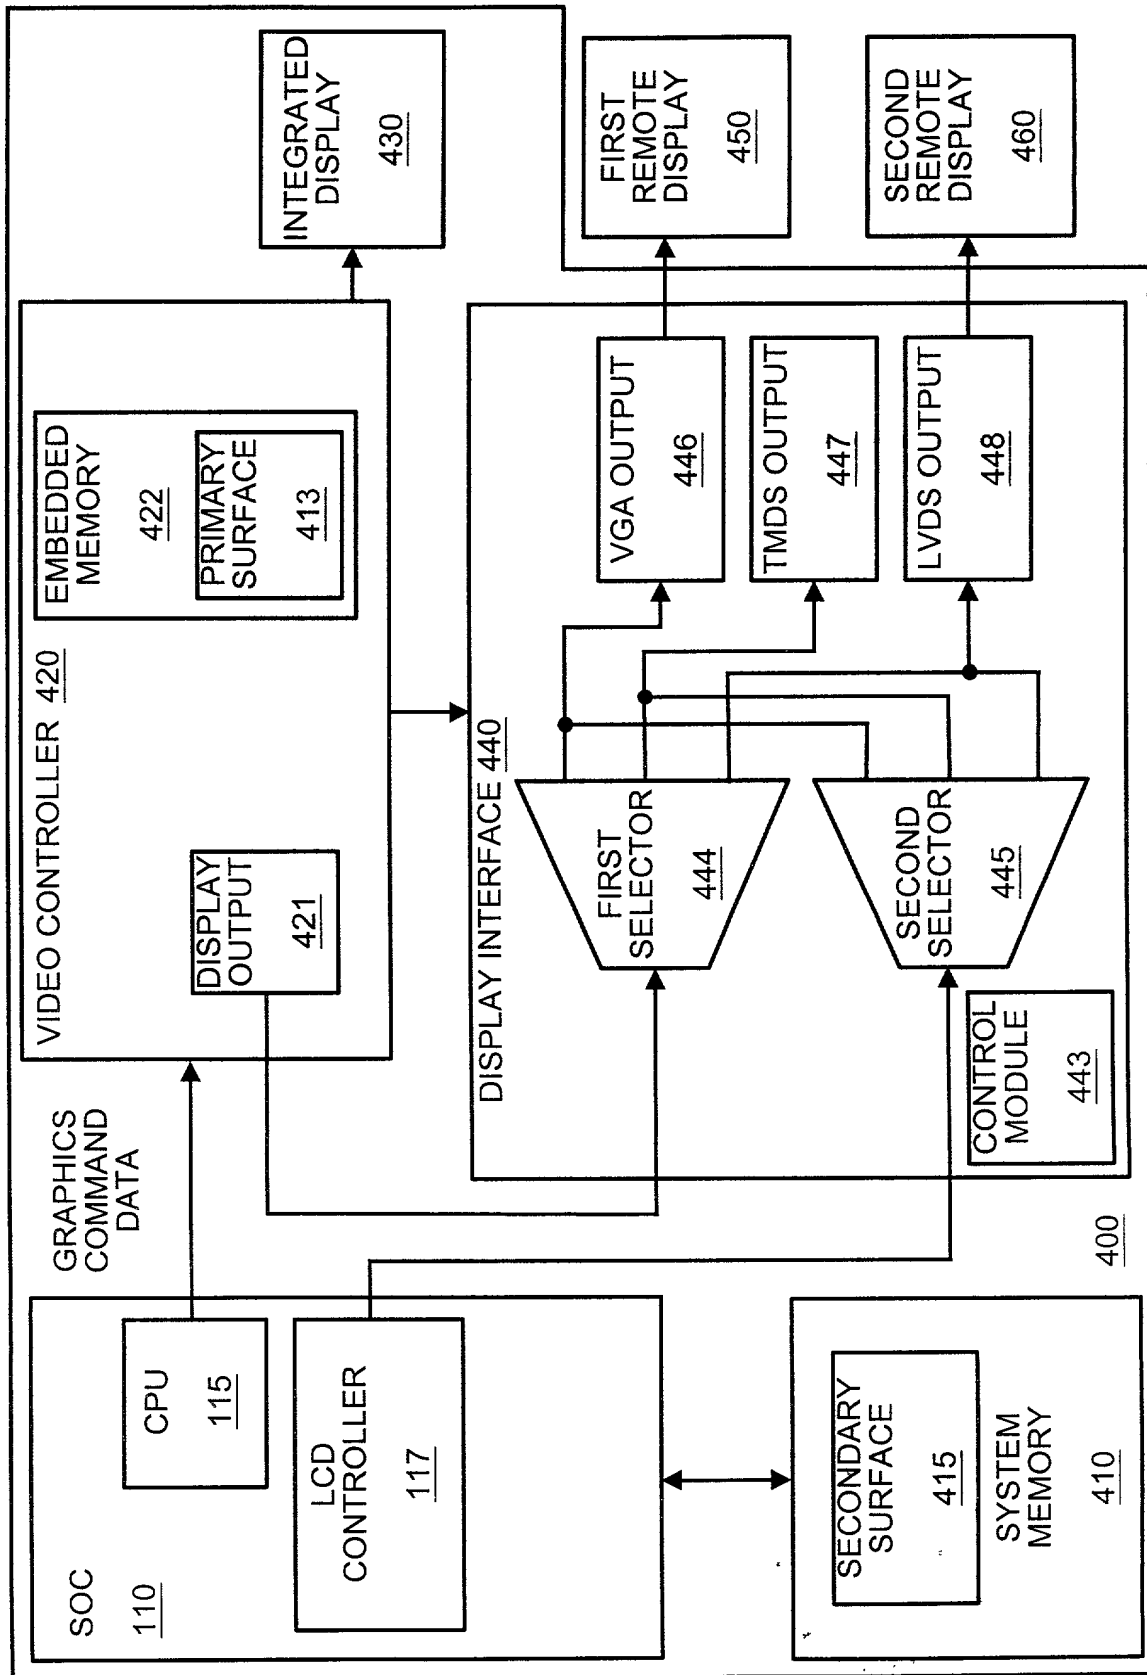 SOC
110
CPU
115
LCD
CONTROLLER
117
SECONDARY
SURFACE
415
SYSTEM
MEMORY
410
400
GRAPHICS
COMMAND
DATA
VIDEO CONTROLLER 420
DISPLAY
OUTPUT
421
EMBEDDED
MEMORY
422
PRIMARY
SURFACE
413
INTEGRATED
DISPLAY
430
DISPLAY INTERFACE 440
FIRST
SELECTOR
444
SECOND
SELECTOR
445
CONTROL
MODULE
443
VGA OUTPUT
446
TMDS OUTPUT
447
LVDS OUTPUT
448
FIRST
REMOTE
DISPLAY
450
SECOND
REMOTE
DISPLAY
460